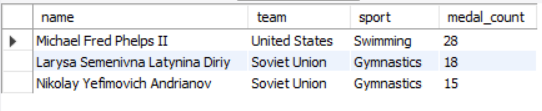 name team sport medal_count
Michael Fred Phelps II United States Swimming 28
Larysa Semenivna Latynina Diriy Soviet Union Gymnastics 18
Nikolay Yefimovich Andrianov Soviet Union Gymnastics 15